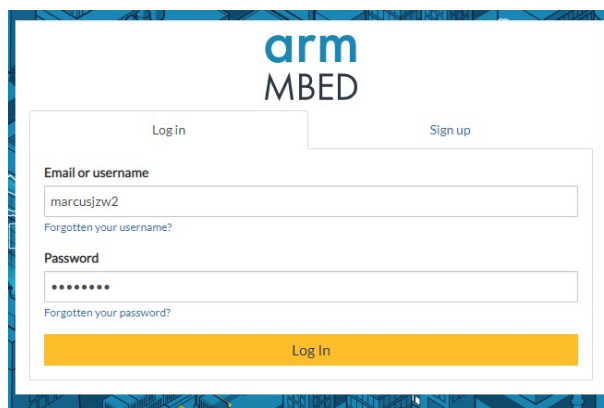 arm
MBED
Log in
Sign up
Email or username
marcusjzw2
Forgotten your username?
Password
••••••••
Forgotten your password?
Log In